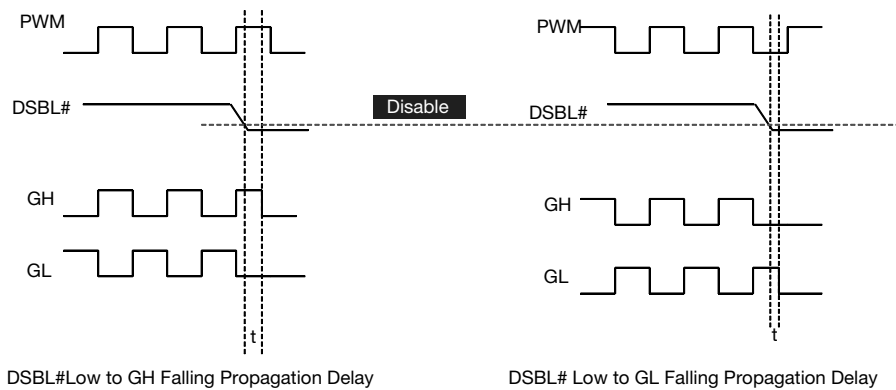 PWM
DSBL#
GH
GL
t
DSBL#Low to GH Falling Propagation Delay
Disable
PWM
DSBL#
GH
GL
t
DSBL# Low to GL Falling Propagation Delay